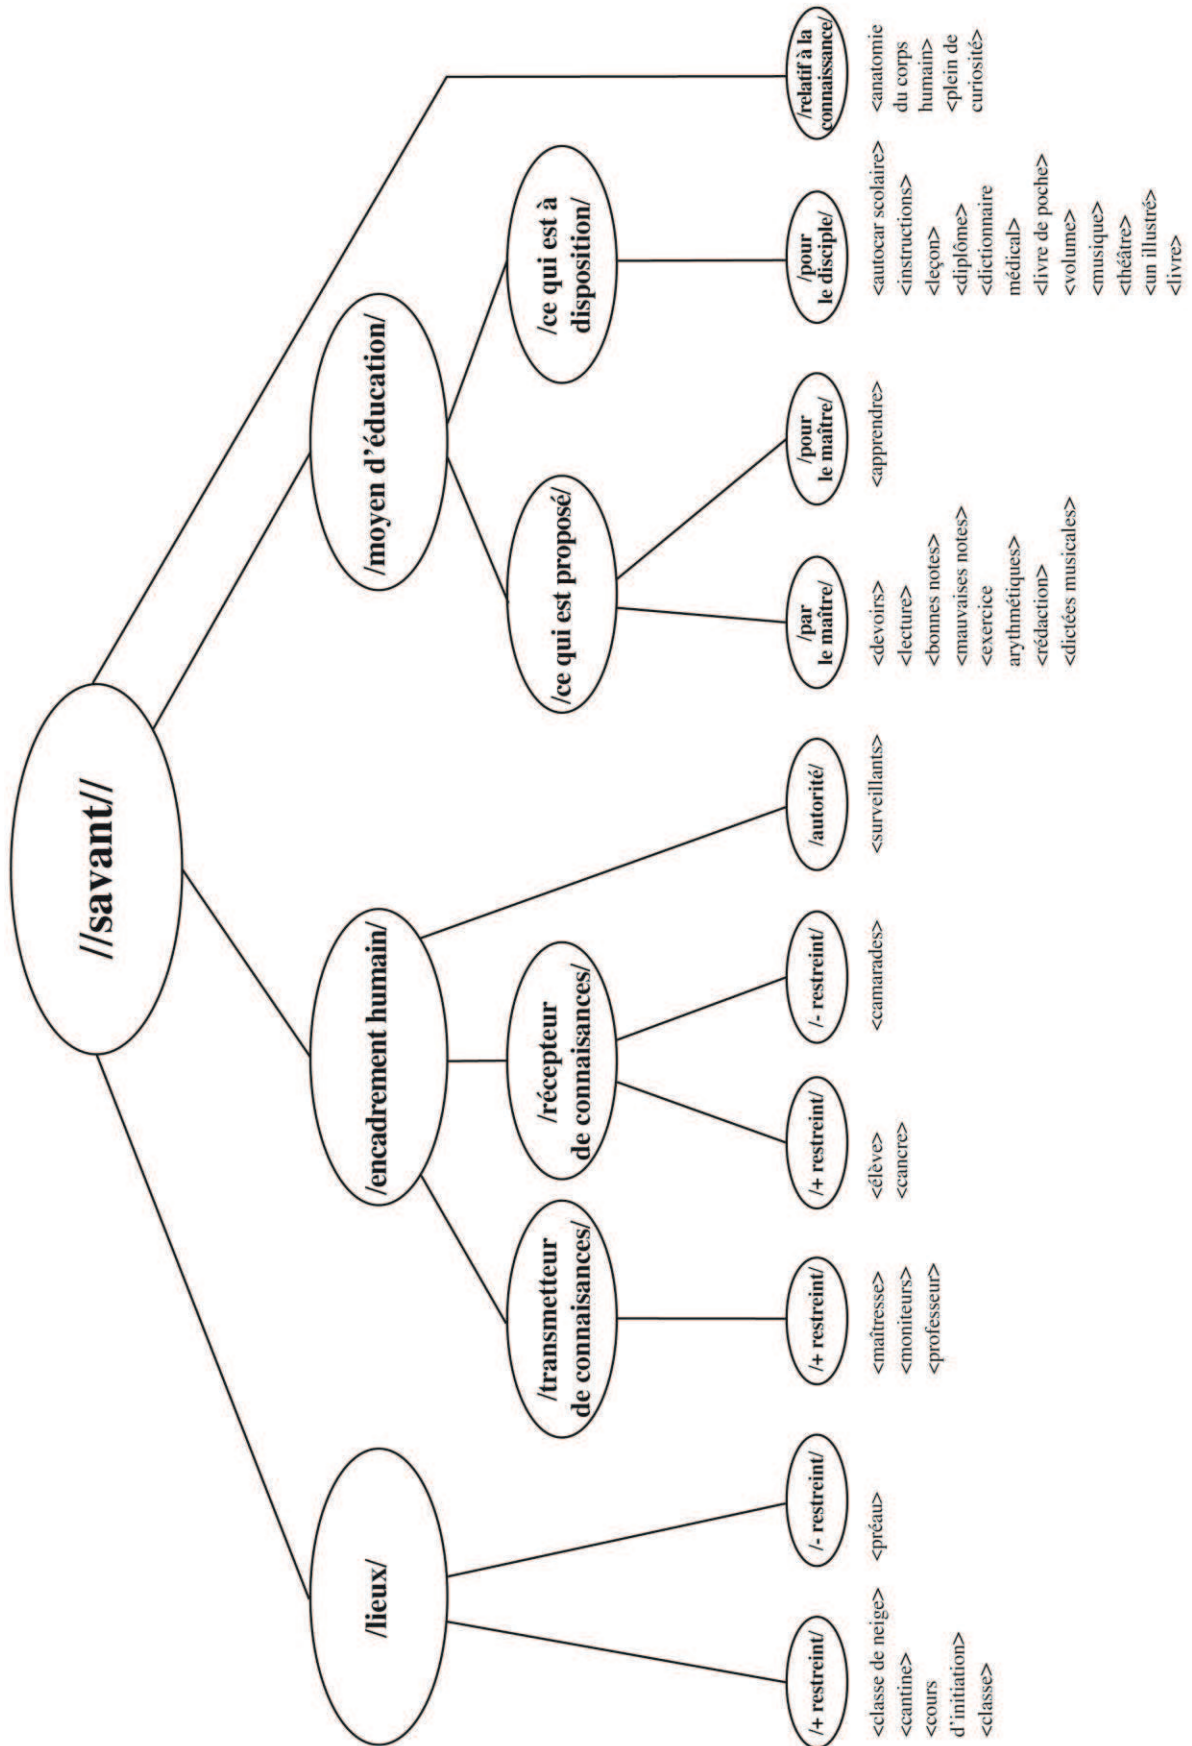 //savant//
/lieux/
/encadrement humain/
/moyen d'éducation/
/transmetteur
de connaisances/
/récepteur
de connaisances/
/ce qui est proposé/
/ce qui est à
disposition/
/+ restreint/
/- restreint/
/+ restreint/
/+ restreint/
/- restreint/
/autorité/
/par
le maître/
/pour
le maître/
/pour
le disciple/
/relatif à la
connaissance/
<classe de neige>
<cantine>
<cours
d'initiation>
<classe>
<préau>
<maîtresse>
<moniteurs>
<professeur>
<élève>
<cancre>
<camarades>
<surveillants>
<devoirs>
<lecture>
<bonnes notes>
<mauvaises notes>
<exercice
arythmétiques>
<rédaction>
<dictées musicales>
<apprendre>
<autocar scolaire>
<instructions>
<leçon>
<diplôme>
<dictionnaire
médical>
<livre de poche>
<volume>
<musique>
<théâtre>
<un illustré>
<livre>
<anatomie
du corps
humain>
<plein de
curiosité>